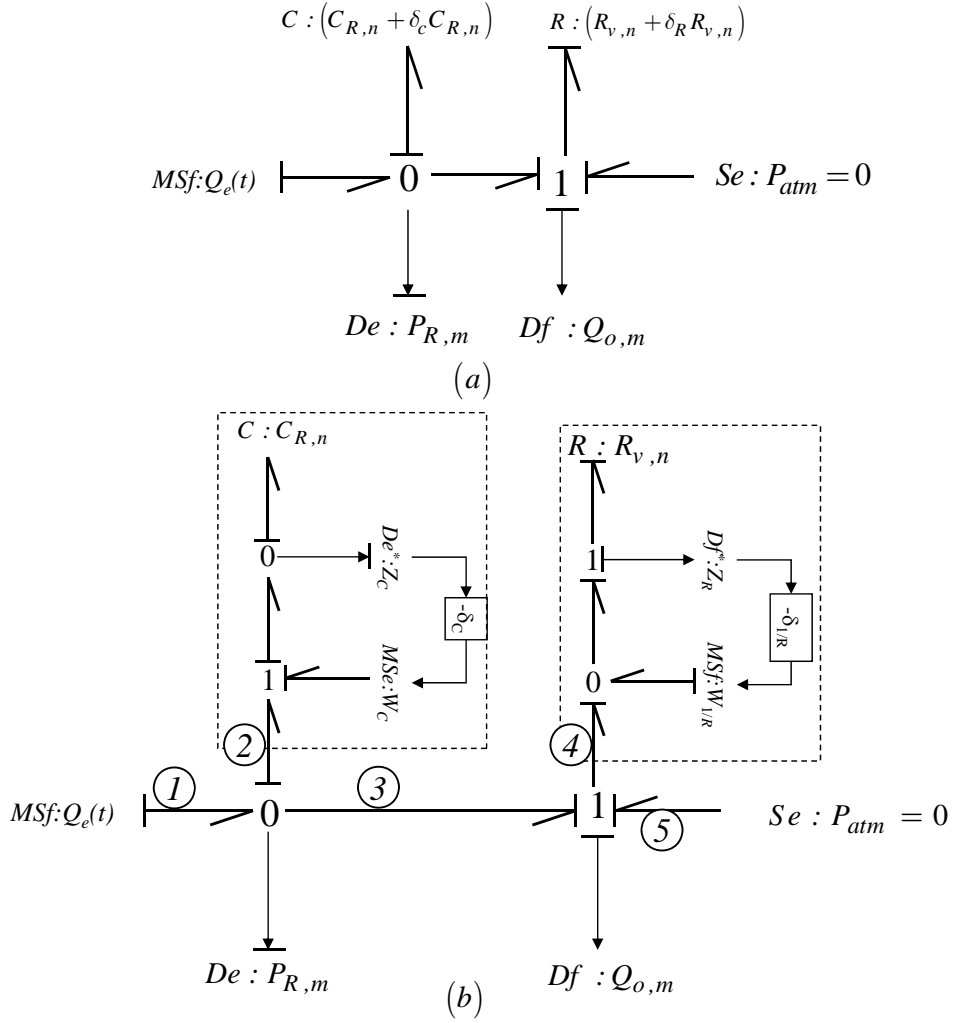 C : (C_{R,n} + δ_c C_{R,n})
R : (R_{v,n} + δ_R R_{v,n})
MSf:Q_e(t)
0
1
Se : P_{atm} = 0
De : P_{R,m}
Df : Q_{o,m}
(a)
C : C_{R,n}
R : R_{v,n}
0
De*:Z_C
1
Df*:Z_R
-δ_C
-δ_{1/R}
1
MSe:W_C
0
MSf:W_{1/R}
2
4
1
3
MSf:Q_e(t)
0
1
5
Se : P_{atm} = 0
De : P_{R,m}
Df : Q_{o,m}
(b)